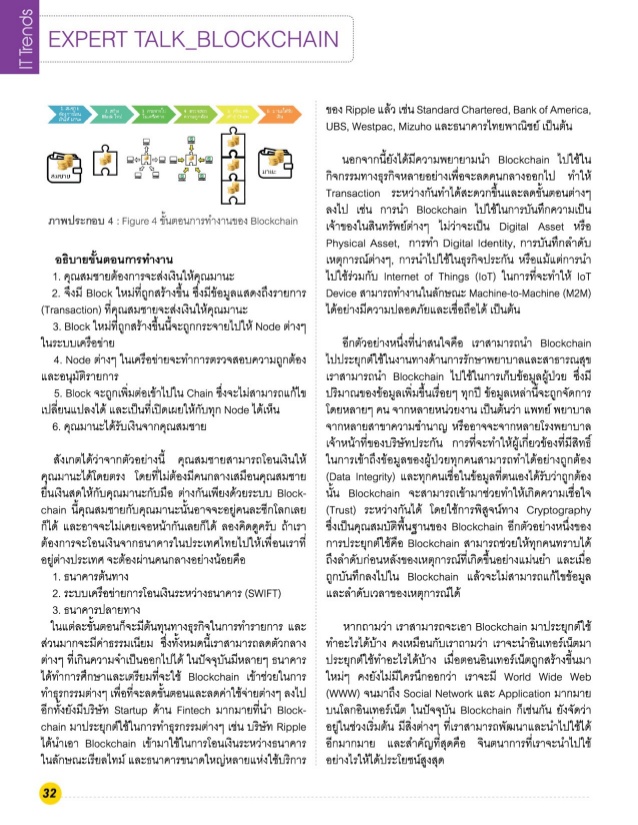 IT Trends
EXPERT TALK_BLOCKCHAIN
สมชาย
มานะ
ภาพประกอบ 4 : Figure 4 ขั้นตอนการทำงานของ Blockchain
อธิบายขั้นตอนการทำงาน
1. คุณสมชายต้องการจะส่งเงินให้คุณมานะ
2. จึงมี Block ใหม่ที่ถูกสร้างขึ้น ซึ่งมีข้อมูลแสดงถึงรายการ
(Transaction) ที่คุณสมชายจะส่งเงินให้คุณมานะ
3. Block ใหม่ที่ถูกสร้างขึ้นนี้จะถูกกระจายไปให้ Node ต่างๆ
ในระบบเครือข่าย
4. Node ต่างๆ ในเครือข่ายจะทำการตรวจสอบความถูกต้อง
และอนุมัติรายการ
5. Block จะถูกเพิ่มต่อเข้าไปใน Chain ซึ่งจะไม่สามารถแก้ไข
เปลี่ยนแปลงได้ และเป็นที่เปิดเผยให้กับทุก Node ได้เห็น
6. คุณมานะได้รับเงินจากคุณสมชาย
สังเกตได้ว่าจากตัวอย่างนี้ คุณสมชายสามารถโอนเงินให้
คุณมานะได้โดยตรง โดยที่ไม่ต้องมีคนกลางเสมือนคุณสมชาย
ยื่นเงินสดให้กับคุณมานะกับมือ ต่างกันเพียงด้วยระบบ Block-
chain นี้คุณสมชายกับคุณมานะนั้นอาจจะอยู่คนละซีกโลกเลย
ก็ได้ และอาจจะไม่เคยเจอหน้ากันเลยก็ได้ ลองคิดดูครับ ถ้าเรา
ต้องการจะโอนเงินจากธนาคารในประเทศไทยไปให้เพื่อนเราที่
อยู่ต่างประเทศ จะต้องผ่านคนกลางอย่างน้อยคือ
1. ธนาคารต้นทาง
2. ระบบเครือข่ายการโอนเงินระหว่างธนาคาร (SWIFT)
3. ธนาคารปลายทาง
ในแต่ละขั้นตอนก็จะมีต้นทุนทางธุรกิจในการทำรายการ และ
ส่วนมากจะมีค่าธรรมเนียม ซึ่งทั้งหมดนี้เราสามารถลดตัวกลาง
ต่างๆ ที่เกินความจำเป็นออกไปได้ ในปัจจุบันมีหลายๆ ธนาคาร
ได้ทำการศึกษาและเตรียมที่จะใช้ Blockchain เข้าช่วยในการ
ทำธุรกรรมต่างๆ เพื่อที่จะลดขั้นตอนและลดค่าใช้จ่ายต่างๆ ลงไป
อีกทั้งยังมีบริษัท Startup ด้าน Fintech มากมายที่นำ Block-
chain มาประยุกต์ใช้ในการทำธุรกรรมต่างๆ เช่น บริษัท Ripple
ได้นำเอา Blockchain เข้ามาใช้ในการโอนเงินระหว่างธนาคาร
ในลักษณะเรียลไทม์ และธนาคารขนาดใหญ่หลายแห่งใช้บริการ
ของ Ripple แล้ว เช่น Standard Chartered, Bank of America,
UBS, Westpac, Mizuho และธนาคารไทยพาณิชย์ เป็นต้น
นอกจากนี้ยังได้มีความพยายามนำ Blockchain ไปใช้ใน
กิจกรรมทางธุรกิจหลายอย่างเพื่อจะลดคนกลางออกไป ทำให้
Transaction ระหว่างกันทำได้สะดวกขึ้นและลดขั้นตอนต่างๆ
ลงไป เช่น การนำ Blockchain ไปใช้ในการบันทึกความเป็น
เจ้าของในสินทรัพย์ต่างๆ ไม่ว่าจะเป็น Digital Asset หรือ
Physical Asset, การทำ Digital Identity, การบันทึกลำดับ
เหตุการณ์ต่างๆ, การนำไปใช้ในธุรกิจประกัน หรือแม้แต่การนำ
ไปใช้ร่วมกับ Internet of Things (IoT) ในการที่จะทำให้ IoT
Device สามารถทำงานในลักษณะ Machine-to-Machine (M2M)
ได้อย่างมีความปลอดภัยและเชื่อถือได้ เป็นต้น
อีกตัวอย่างหนึ่งที่น่าสนใจคือ เราสามารถนำ Blockchain
ไปประยุกต์ใช้ในงานทางด้านการรักษาพยาบาลและสาธารณสุข
เราสามารถนำ Blockchain ไปใช้ในการเก็บข้อมูลผู้ป่วย ซึ่งมี
ปริมาณของข้อมูลเพิ่มขึ้นเรื่อยๆ ทุกปี ข้อมูลเหล่านี้จะถูกจัดการ
โดยหลายๆ คน จากหลายหน่วยงาน เป็นต้นว่า แพทย์ พยาบาล
จากหลายสาขาความชำนาญ หรืออาจจะจากหลายโรงพยาบาล
เจ้าหน้าที่ของบริษัทประกัน การที่จะทำให้ผู้เกี่ยวข้องที่มีสิทธิ์
ในการเข้าถึงข้อมูลของผู้ป่วยทุกคนสามารถทำได้อย่างถูกต้อง
(Data Integrity) และทุกคนเชื่อในข้อมูลที่ตนเองได้รับว่าถูกต้อง
นั้น Blockchain จะสามารถเข้ามาช่วยทำให้เกิดความเชื่อใจ
(Trust) ระหว่างกันได้ โดยใช้การพิสูจน์ทาง Cryptography
ซึ่งเป็นคุณสมบัติพื้นฐานของ Blockchain อีกตัวอย่างหนึ่งของ
การประยุกต์ใช้คือ Blockchain สามารถช่วยให้ทุกคนทราบได้
ถึงลำดับก่อนหลังของเหตุการณ์ที่เกิดขึ้นอย่างแม่นยำ และเมื่อ
ถูกบันทึกลงไปใน Blockchain แล้วจะไม่สามารถแก้ไขข้อมูล
และลำดับเวลาของเหตุการณ์ได้
หากถามว่า เราสามารถจะเอา Blockchain มาประยุกต์ใช้
ทำอะไรได้บ้าง คงเหมือนกับเราถามว่า เราจะนำอินเทอร์เน็ตมา
ประยุกต์ใช้ทำอะไรได้บ้าง เมื่อตอนอินเทอร์เน็ตถูกสร้างขึ้นมา
ใหม่ๆ คงยังไม่มีใครนึกออกว่า เราจะมี World Wide Web
(WWW) จนมาถึง Social Network และ Application มากมาย
บนโลกอินเทอร์เน็ต ในปัจจุบัน Blockchain ก็เช่นกัน ยังจัดว่า
อยู่ในช่วงเริ่มต้น มีสิ่งต่างๆ ที่เราสามารถพัฒนาและนำไปใช้ได้
อีกมากมาย และสำคัญที่สุดคือ จินตนาการที่เราจะนำไปใช้
อย่างไรให้ได้ประโยชน์สูงสุด
32